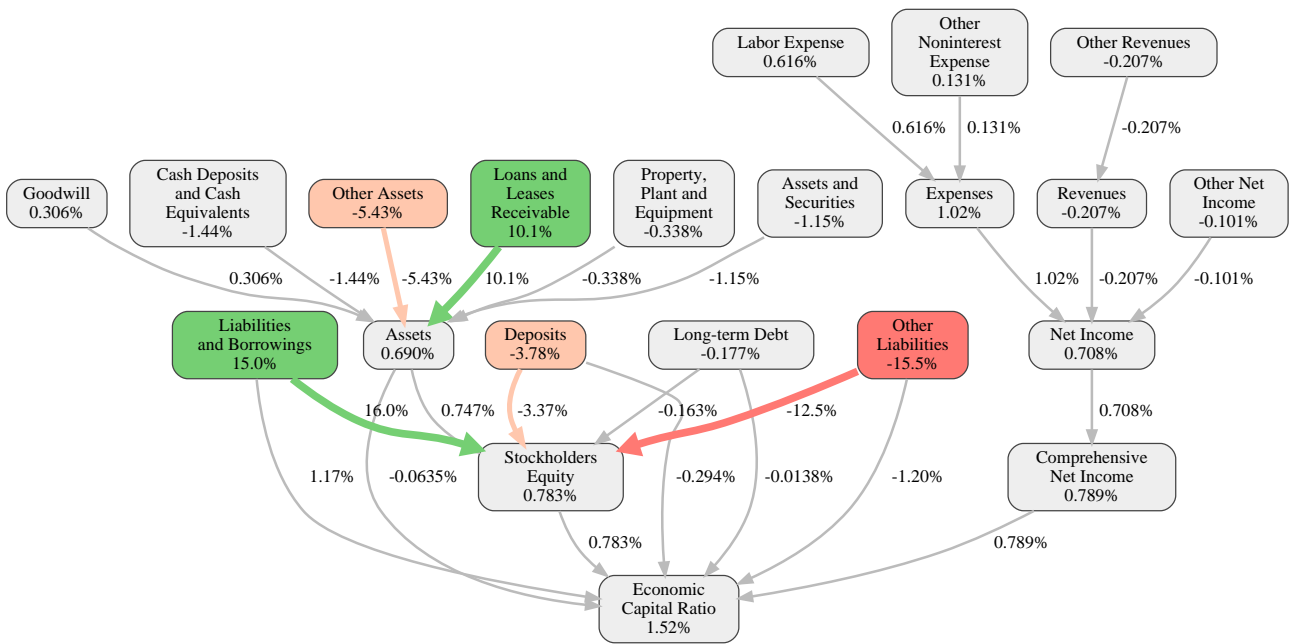 Labor Expense
0.616%
Other
Noninterest
Expense
0.131%
Other Revenues
-0.207%
0.616%
0.131%
-0.207%
Goodwill
0.306%
Cash Deposits
and Cash
Equivalents
-1.44%
Other Assets
-5.43%
Loans and
Leases
Receivable
10.1%
Property,
Plant and
Equipment
-0.338%
Assets and
Securities
-1.15%
Expenses
1.02%
Revenues
-0.207%
Other Net
Income
-0.101%
0.306%
-1.44%
-5.43%
10.1%
-0.338%
-1.15%
1.02%
-0.207%
-0.101%
Liabilities
and Borrowings
15.0%
Assets
0.690%
Deposits
-3.78%
Long-term Debt
-0.177%
Other
Liabilities
-15.5%
Net Income
0.708%
16.0%
0.747%
-3.37%
-0.163%
-12.5%
0.708%
Stockholders
Equity
0.783%
Comprehensive
Net Income
0.789%
1.17%
-0.0635%
-0.294%
-0.0138%
-1.20%
0.783%
0.789%
Economic
Capital Ratio
1.52%